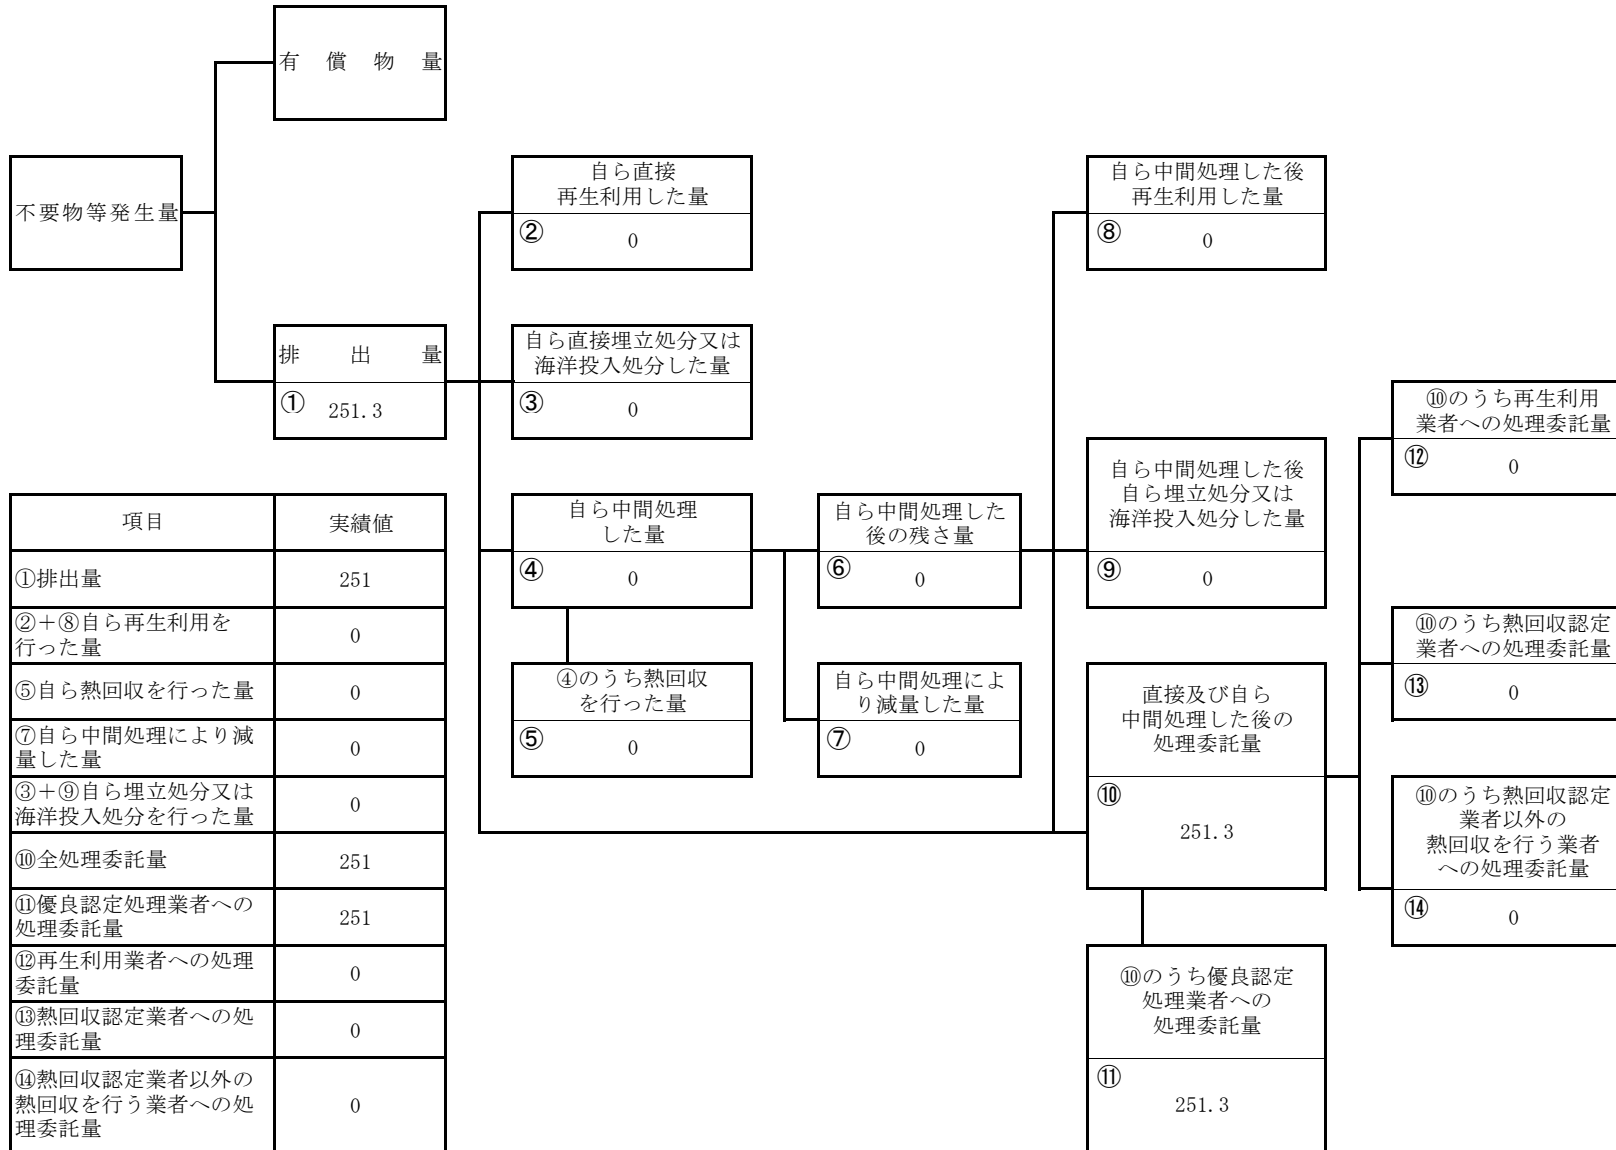 有償物量
不要物等発生量
排出量
① 251.3
自ら直接
再生利用した量
② 0
自ら直接埋立処分又は
海洋投入処分した量
③ 0
自ら中間処理
した量
④ 0
④のうち熱回収
を行った量
⑤ 0
自ら中間処理した
後の残さ量
⑥ 0
自ら中間処理によ
り減量した量
⑦ 0
自ら中間処理した後
再生利用した量
⑧ 0
自ら中間処理した後
自ら埋立処分又は
海洋投入処分した量
⑨ 0
直接及び自ら
中間処理した後の
処理委託量
⑩
251.3
⑩のうち優良認定
処理業者への
処理委託量
⑪
251.3
⑩のうち再生利用
業者への処理委託量
⑫ 0
⑩のうち熱回収認定
業者への処理委託量
⑬ 0
⑩のうち熱回収認定
業者以外の
熱回収を行う業者
への処理委託量
⑭ 0
項目 実績値
①排出量 251
②+⑧自ら再生利用を
行った量 0
⑤自ら熱回収を行った量 0
⑦自ら中間処理により減
量した量 0
③+⑨自ら埋立処分又は
海洋投入処分を行った量 0
⑩全処理委託量 251
⑪優良認定処理業者への
処理委託量 251
⑫再生利用業者への処理
委託量 0
⑬熱回収認定業者への処
理委託量 0
⑭熱回収認定業者以外の
熱回収を行う業者への処
理委託量 0